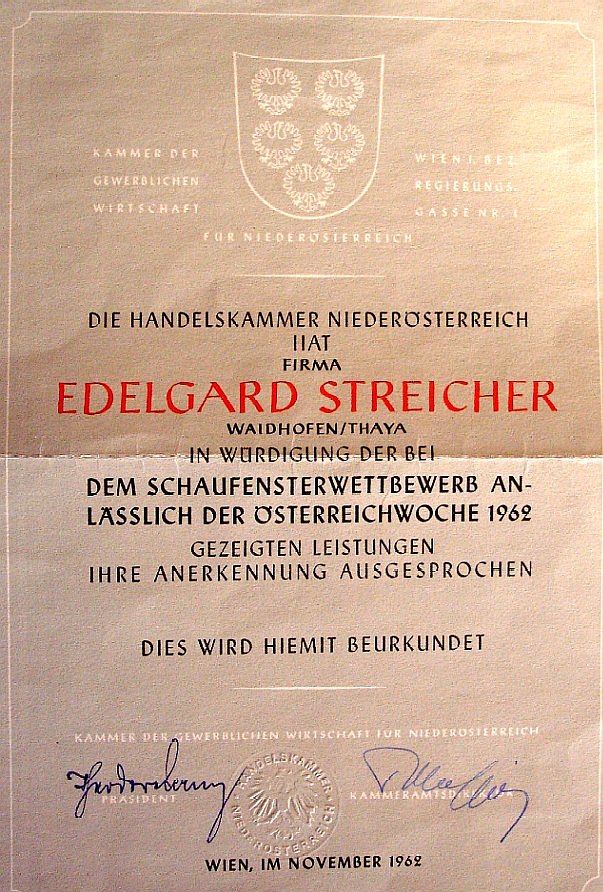 KAMMER DER
GEWERBLICHEN
WIRTSCHAFT
WIEN I. BEZ.
REGIERUNGS-
GASSE NR. 1
FÜR NIEDERÖSTERREICH
DIE HANDELSKAMMER NIEDERÖSTERREICH
HAT
FIRMA
EDELGARD STREICHER
WAIDHOFEN/THAYA
IN WÜRDIGUNG DER BEI
DEM SCHAUFENSTERWETTBEWERB AN-
LÄSSLICH DER ÖSTERREICHWOCHE 1962
GEZEIGTEN LEISTUNGEN
IHRE ANERKENNUNG AUSGESPROCHEN
DIES WIRD HIEMIT BEURKUNDET
KAMMER DER GEWERBLICHEN WIRTSCHAFT FÜR NIEDERÖSTERREICH
HANDELSKAMMER
NIEDERÖSTERREICH
PRÄSIDENT
KAMMERAMTSDIREKTOR
WIEN, IM NOVEMBER 1962